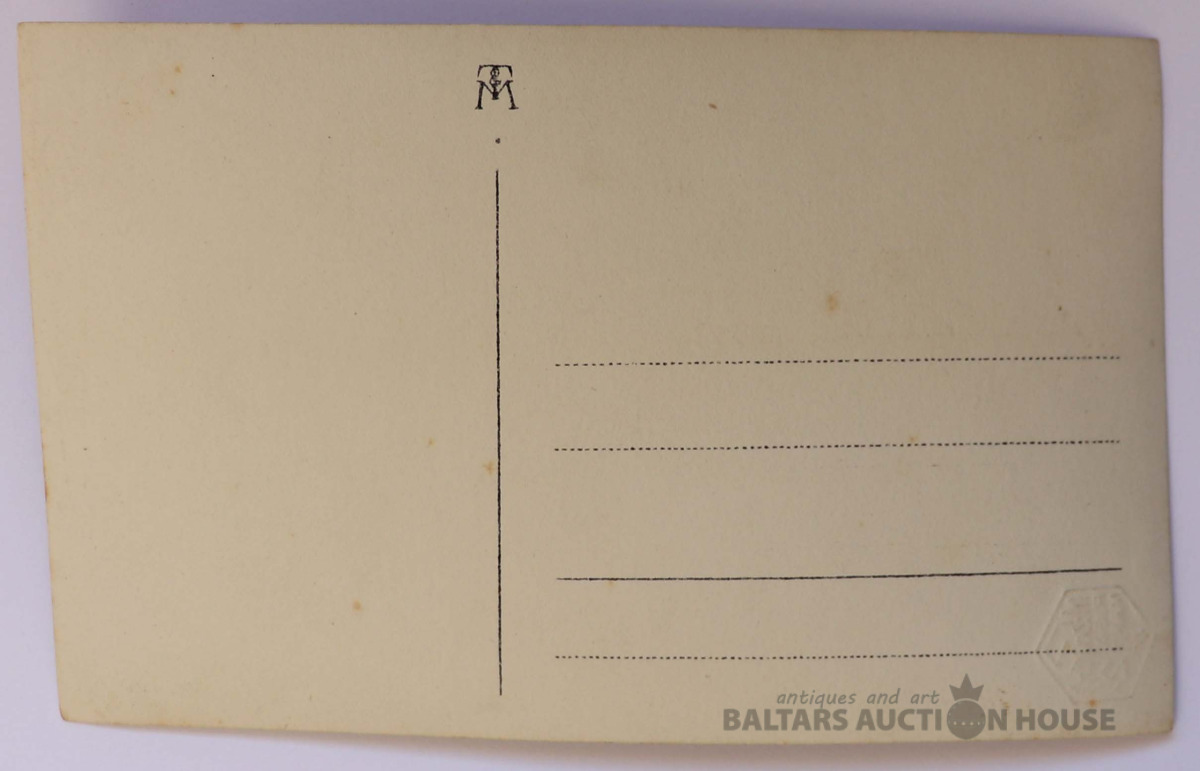 T&M
antiques and art
BALTARS AUCTION HOUSE